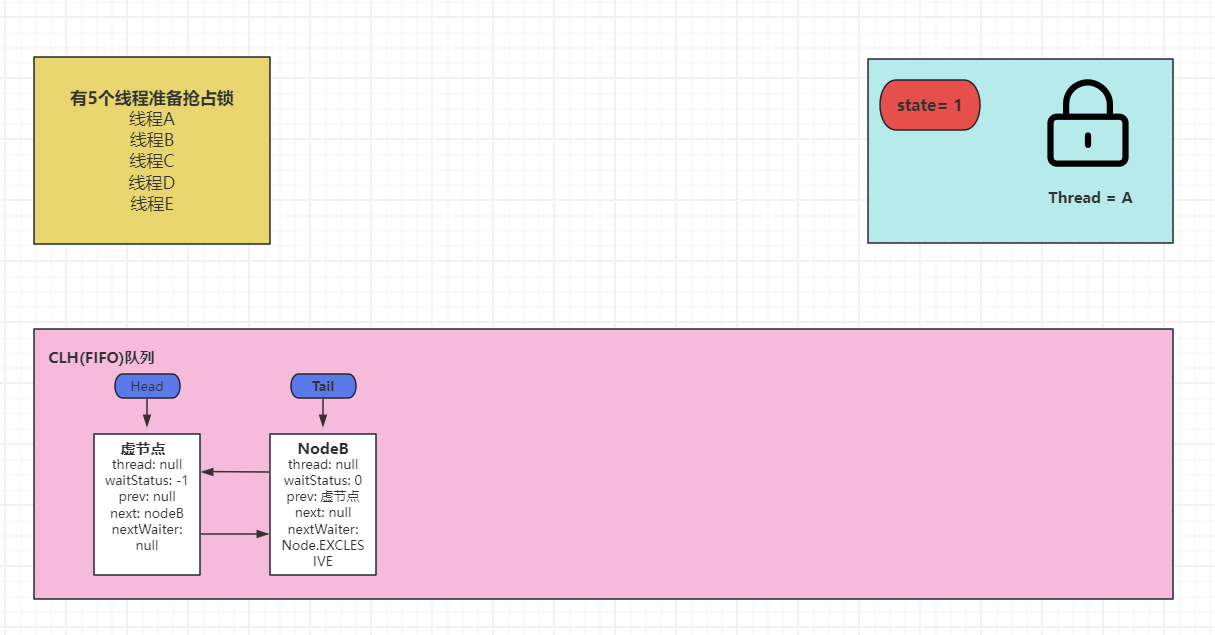 有5个线程准备抢占锁
线程A
线程B
线程C
线程D
线程E
state= 1
Thread = A
CLH(FIFO)队列
Head
Tail
虚节点
thread: null
waitStatus: -1
prev: null
next: nodeB
nextWaiter:
null
NodeB
thread: null
waitStatus: 0
prev: 虚节点
next: null
nextWaiter:
Node.EXCLES
IVE